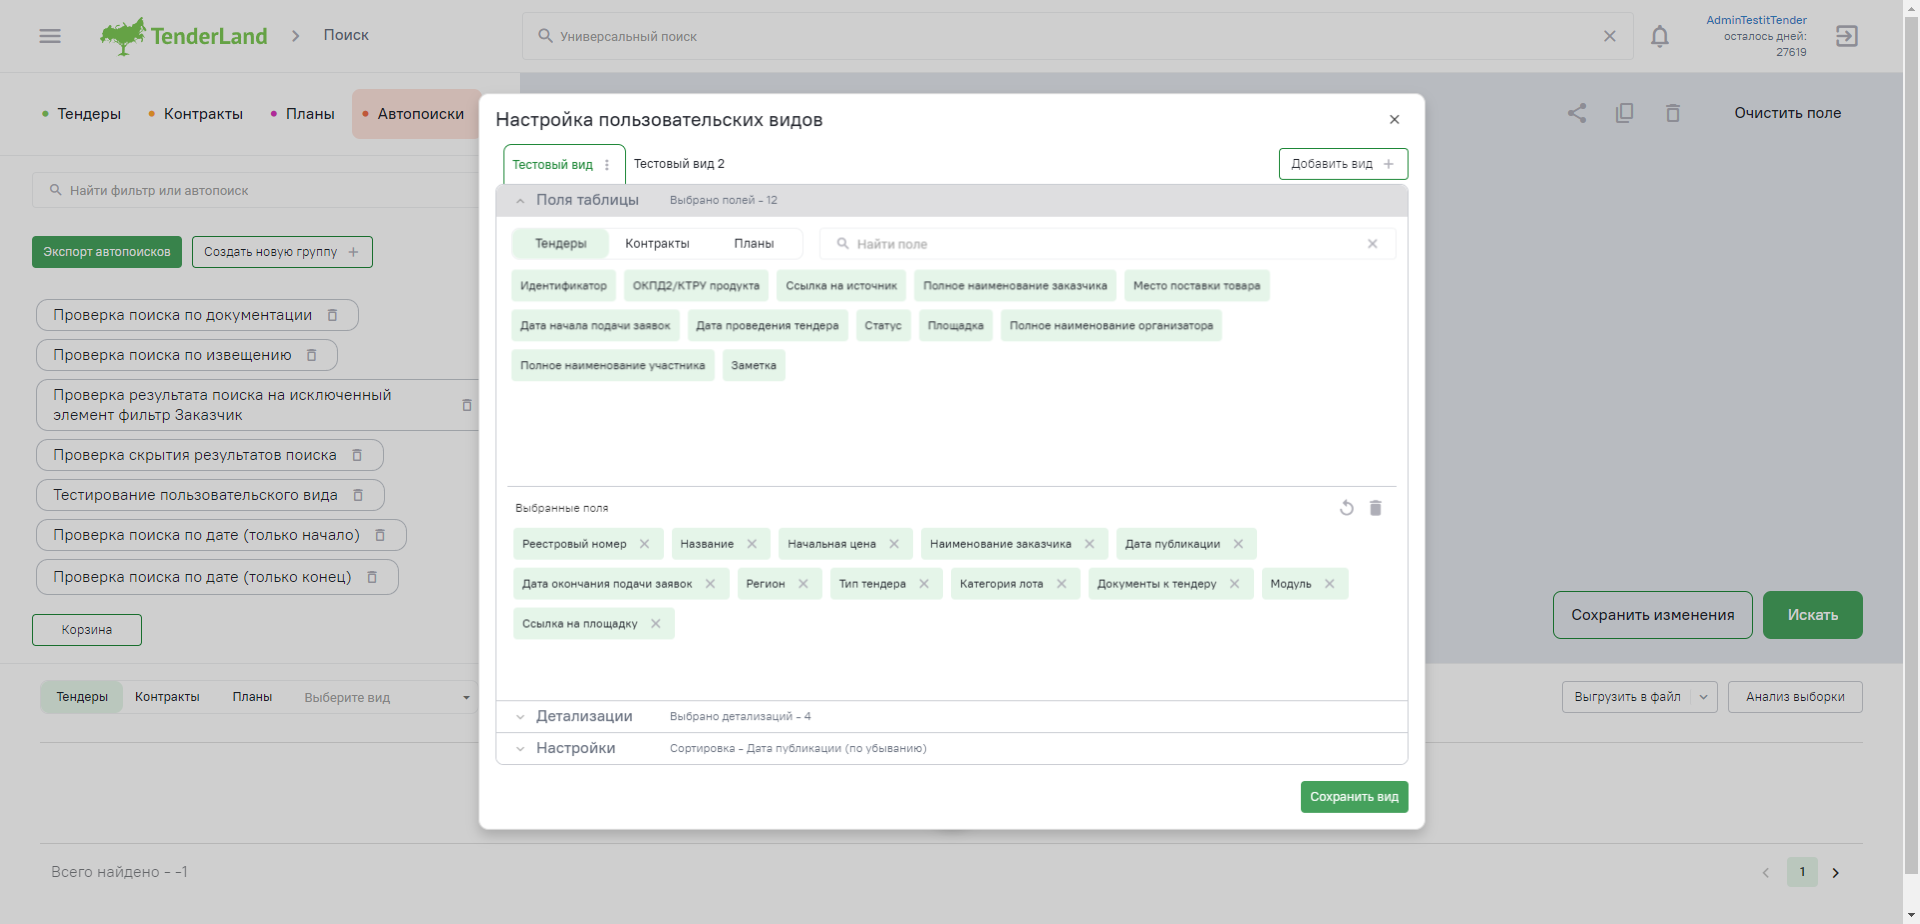 TenderLand
Поиск
Универсальный поиск
AdminTestitTender
осталось дней:
27619
Тендеры
Контракты
Планы
Автопоиски
Очистить поле
Найти фильтр или автопоиск
Экспорт автопоисков
Создать новую группу
Проверка поиска по документации
Проверка поиска по извещению
Проверка результата поиска на исключенный
элемент фильтр Заказчик
Проверка скрытия результатов поиска
Тестирование пользовательского вида
Проверка поиска по дате (только начало)
Проверка поиска по дате (только конец)
Корзина
Настройка пользовательских видов
Тестовый вид
Тестовый вид 2
Добавить вид
Поля таблицы
Выбрано полей - 12
Тендеры
Контракты
Планы
Найти поле
Идентификатор
ОКПД2/КТРУ продукта
Ссылка на источник
Полное наименование заказчика
Место поставки товара
Дата начала подачи заявок
Дата проведения тендера
Статус
Площадка
Полное наименование организатора
Полное наименование участника
Заметка
Выбранные поля
Реестровый номер
Название
Начальная цена
Наименование заказчика
Дата публикации
Дата окончания подачи заявок
Регион
Тип тендера
Категория лота
Документы к тендеру
Модуль
Ссылка на площадку
Детализации
Выбрано детализаций - 4
Настройки
Сортировка - Дата публикации (по убыванию)
Сохранить вид
Сохранить изменения
Искать
Тендеры
Контракты
Планы
Выберите вид
Выгрузить в файл
Анализ выборки
Всего найдено - -1
1